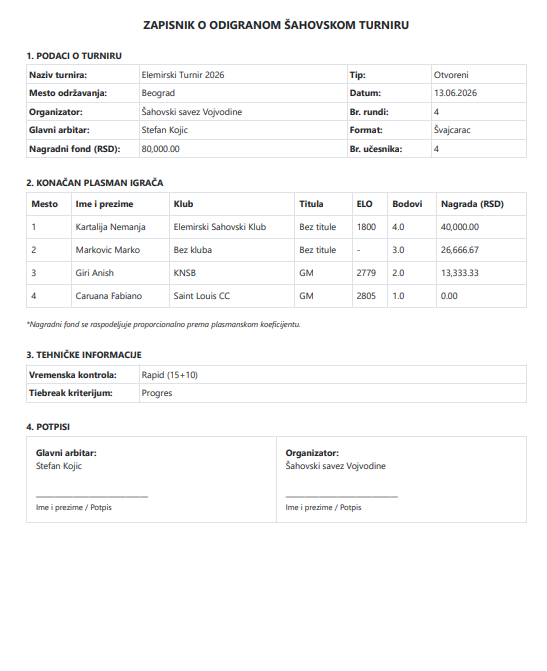 ZAPISNIK O ODIGRANOM ŠAHOVSKOM TURNIRU
1. PODACI O TURNIRU
Naziv turnira: Elemirski Turnir 2026 Tip: Otvoreni
Mesto održavanja: Beograd Datum: 13.06.2026
Organizator: Šahovski savez Vojvodine Br. rundi: 4
Glavni arbitar: Stefan Kojic Format: Švajcarac
Nagradni fond (RSD): 80,000.00 Br. učesnika: 4
2. KONAČAN PLASMAN IGRAČA
Mesto Ime i prezime Klub Titula ELO Bodovi Nagrada (RSD)
1 Kartalija Nemanja Elemirski Sahovski Klub Bez titule 1800 4.0 40,000.00
2 Markovic Marko Bez kluba Bez titule - 3.0 26,666.67
3 Giri Anish KNSB GM 2779 2.0 13,333.33
4 Caruana Fabiano Saint Louis CC GM 2805 1.0 0.00
*Nagradni fond se raspodeljuje proporcionalno prema plasmanskom koeficijentu.
3. TEHNIČKE INFORMACIJE
Vremenska kontrola: Rapid (15+10)
Tiebreak kriterijum: Progres
4. POTPISI
Glavni arbitar: Organizator:
Stefan Kojic Šahovski savez Vojvodine
Ime i prezime / Potpis Ime i prezime / Potpis